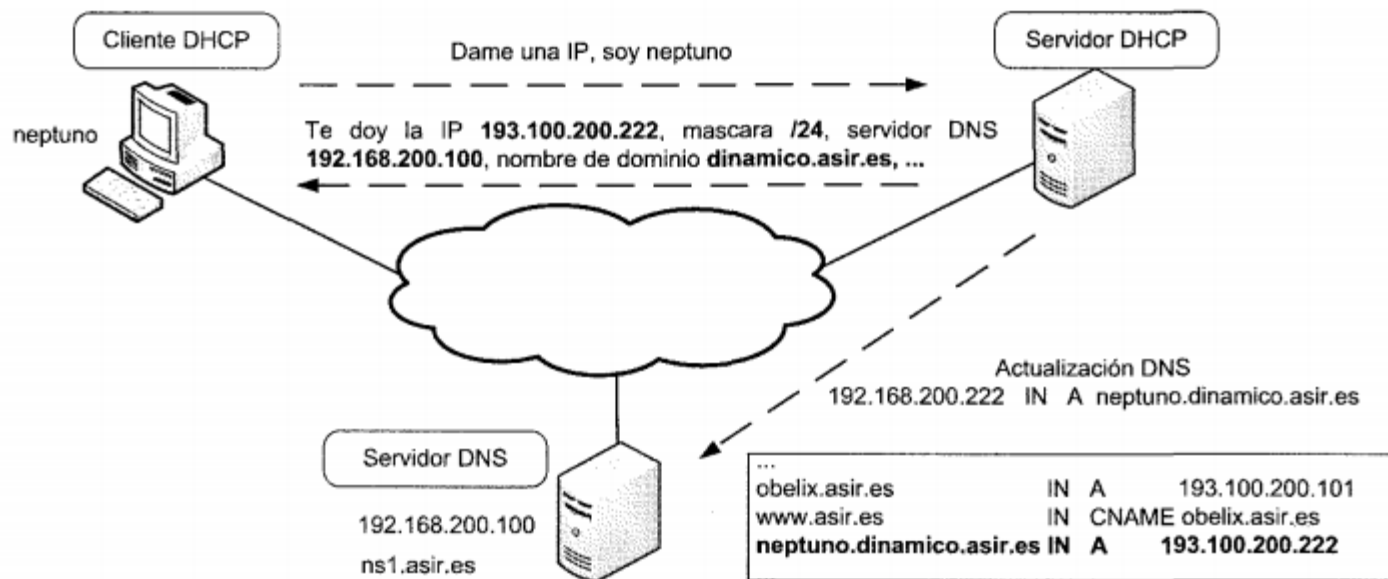 Cliente DHCP
Dame una IP, soy neptuno
Servidor DHCP
neptuno
Te doy la IP 193.100.200.222, mascara /24, servidor DNS
192.168.200.100, nombre de dominio dinamico.asir.es, ...
Actualización DNS
192.168.200.222 IN A neptuno.dinamico.asir.es
Servidor DNS
192.168.200.100
ns1.asir.es
...
obelix.asir.es IN A 193.100.200.101
www.asir.es IN CNAME obelix.asir.es
neptuno.dinamico.asir.es IN A 193.100.200.222
...